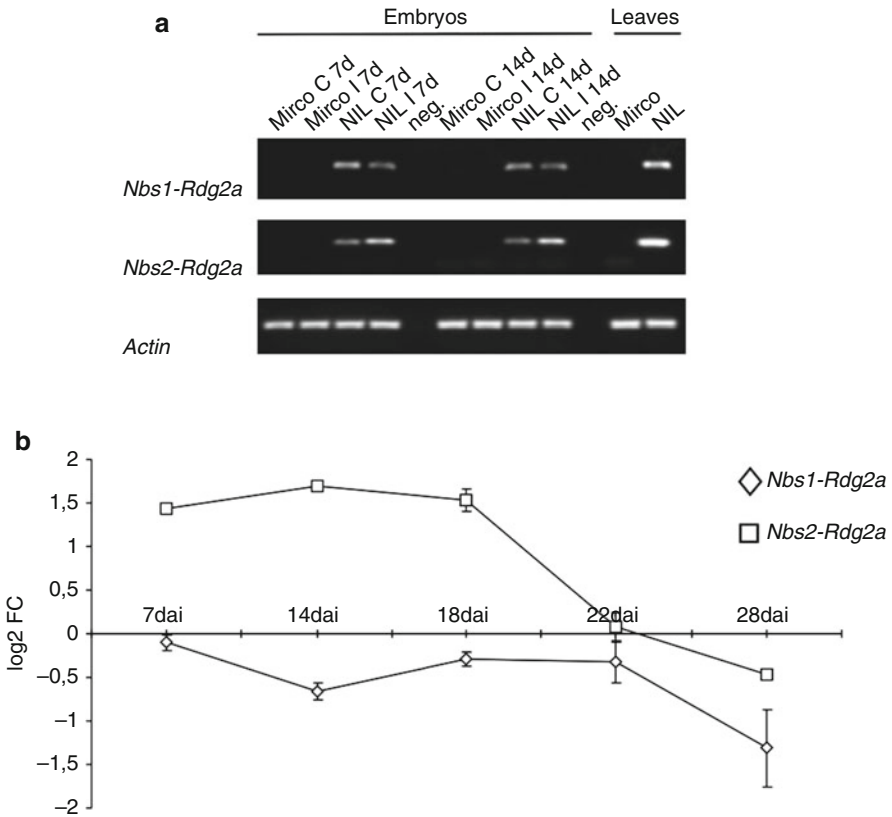 a
Embryos Leaves
Mirco C 7d
Mirco I 7d
NIL C 7d
NIL I 7d
neg.
Mirco C 14d
Mirco I 14d
NIL C 14d
NIL I 14d
neg.
Mirco
NIL
Nbs1-Rdg2a
Nbs2-Rdg2a
Actin
b
log2 FC
2
1,5
1
0,5
0
−0,5
−1
−1,5
−2
7dai 14dai 18dai 22dai 28dai
Nbs1-Rdg2a
Nbs2-Rdg2a